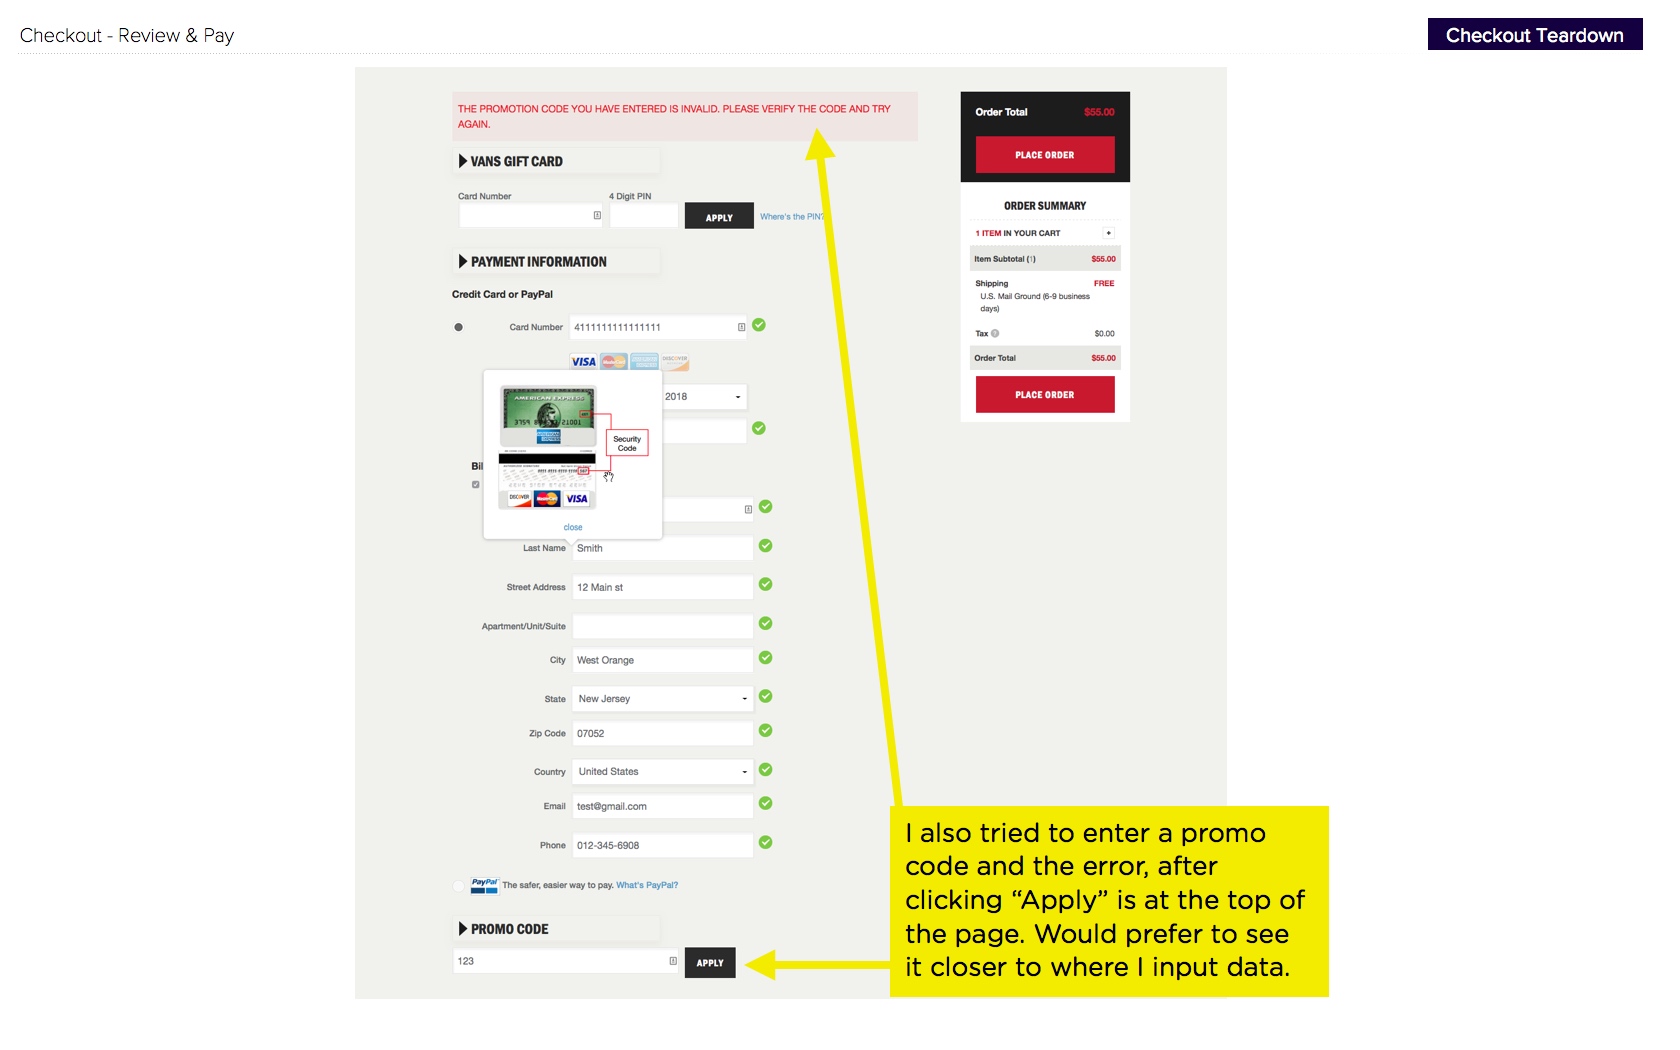 Checkout - Review & Pay
Checkout Teardown
THE PROMOTION CODE YOU HAVE ENTERED IS INVALID. PLEASE VERIFY THE CODE AND TRY
AGAIN.
VANS GIFT CARD
Card Number
4 Digit PIN
APPLY
Where's the PIN?
PAYMENT INFORMATION
Credit Card or PayPal
Card Number
4111111111111111
VISA
MasterCard
DISCOVER
2018
AMERICAN EXPRESS
Security
Code
DISCOVER
MasterCard
VISA
close
Bil
Last Name
Smith
Street Address
12 Main st
Apartment/Unit/Suite
City
West Orange
State
New Jersey
Zip Code
07052
Country
United States
Email
test@gmail.com
Phone
012-345-6908
PayPal
The safer, easier way to pay. What's PayPal?
PROMO CODE
123
APPLY
Order Total
$55.00
PLACE ORDER
ORDER SUMMARY
1 ITEM IN YOUR CART
+
Item Subtotal (1)
$55.00
Shipping
FREE
U.S. Mail Ground (6-9 business
days)
Tax ?
$0.00
Order Total
$55.00
PLACE ORDER
I also tried to enter a promo
code and the error, after
clicking “Apply” is at the top of
the page. Would prefer to see
it closer to where I input data.